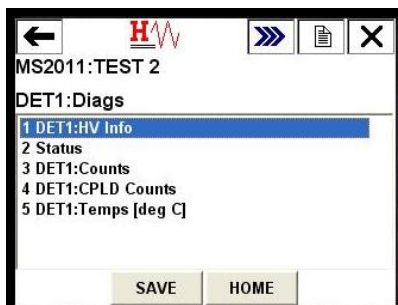 H
MS2011:TEST 2
DET1:Diags
1 DET1:HV Info
2 Status
3 DET1:Counts
4 DET1:CPLD Counts
5 DET1:Temps [deg C]
SAVE HOME